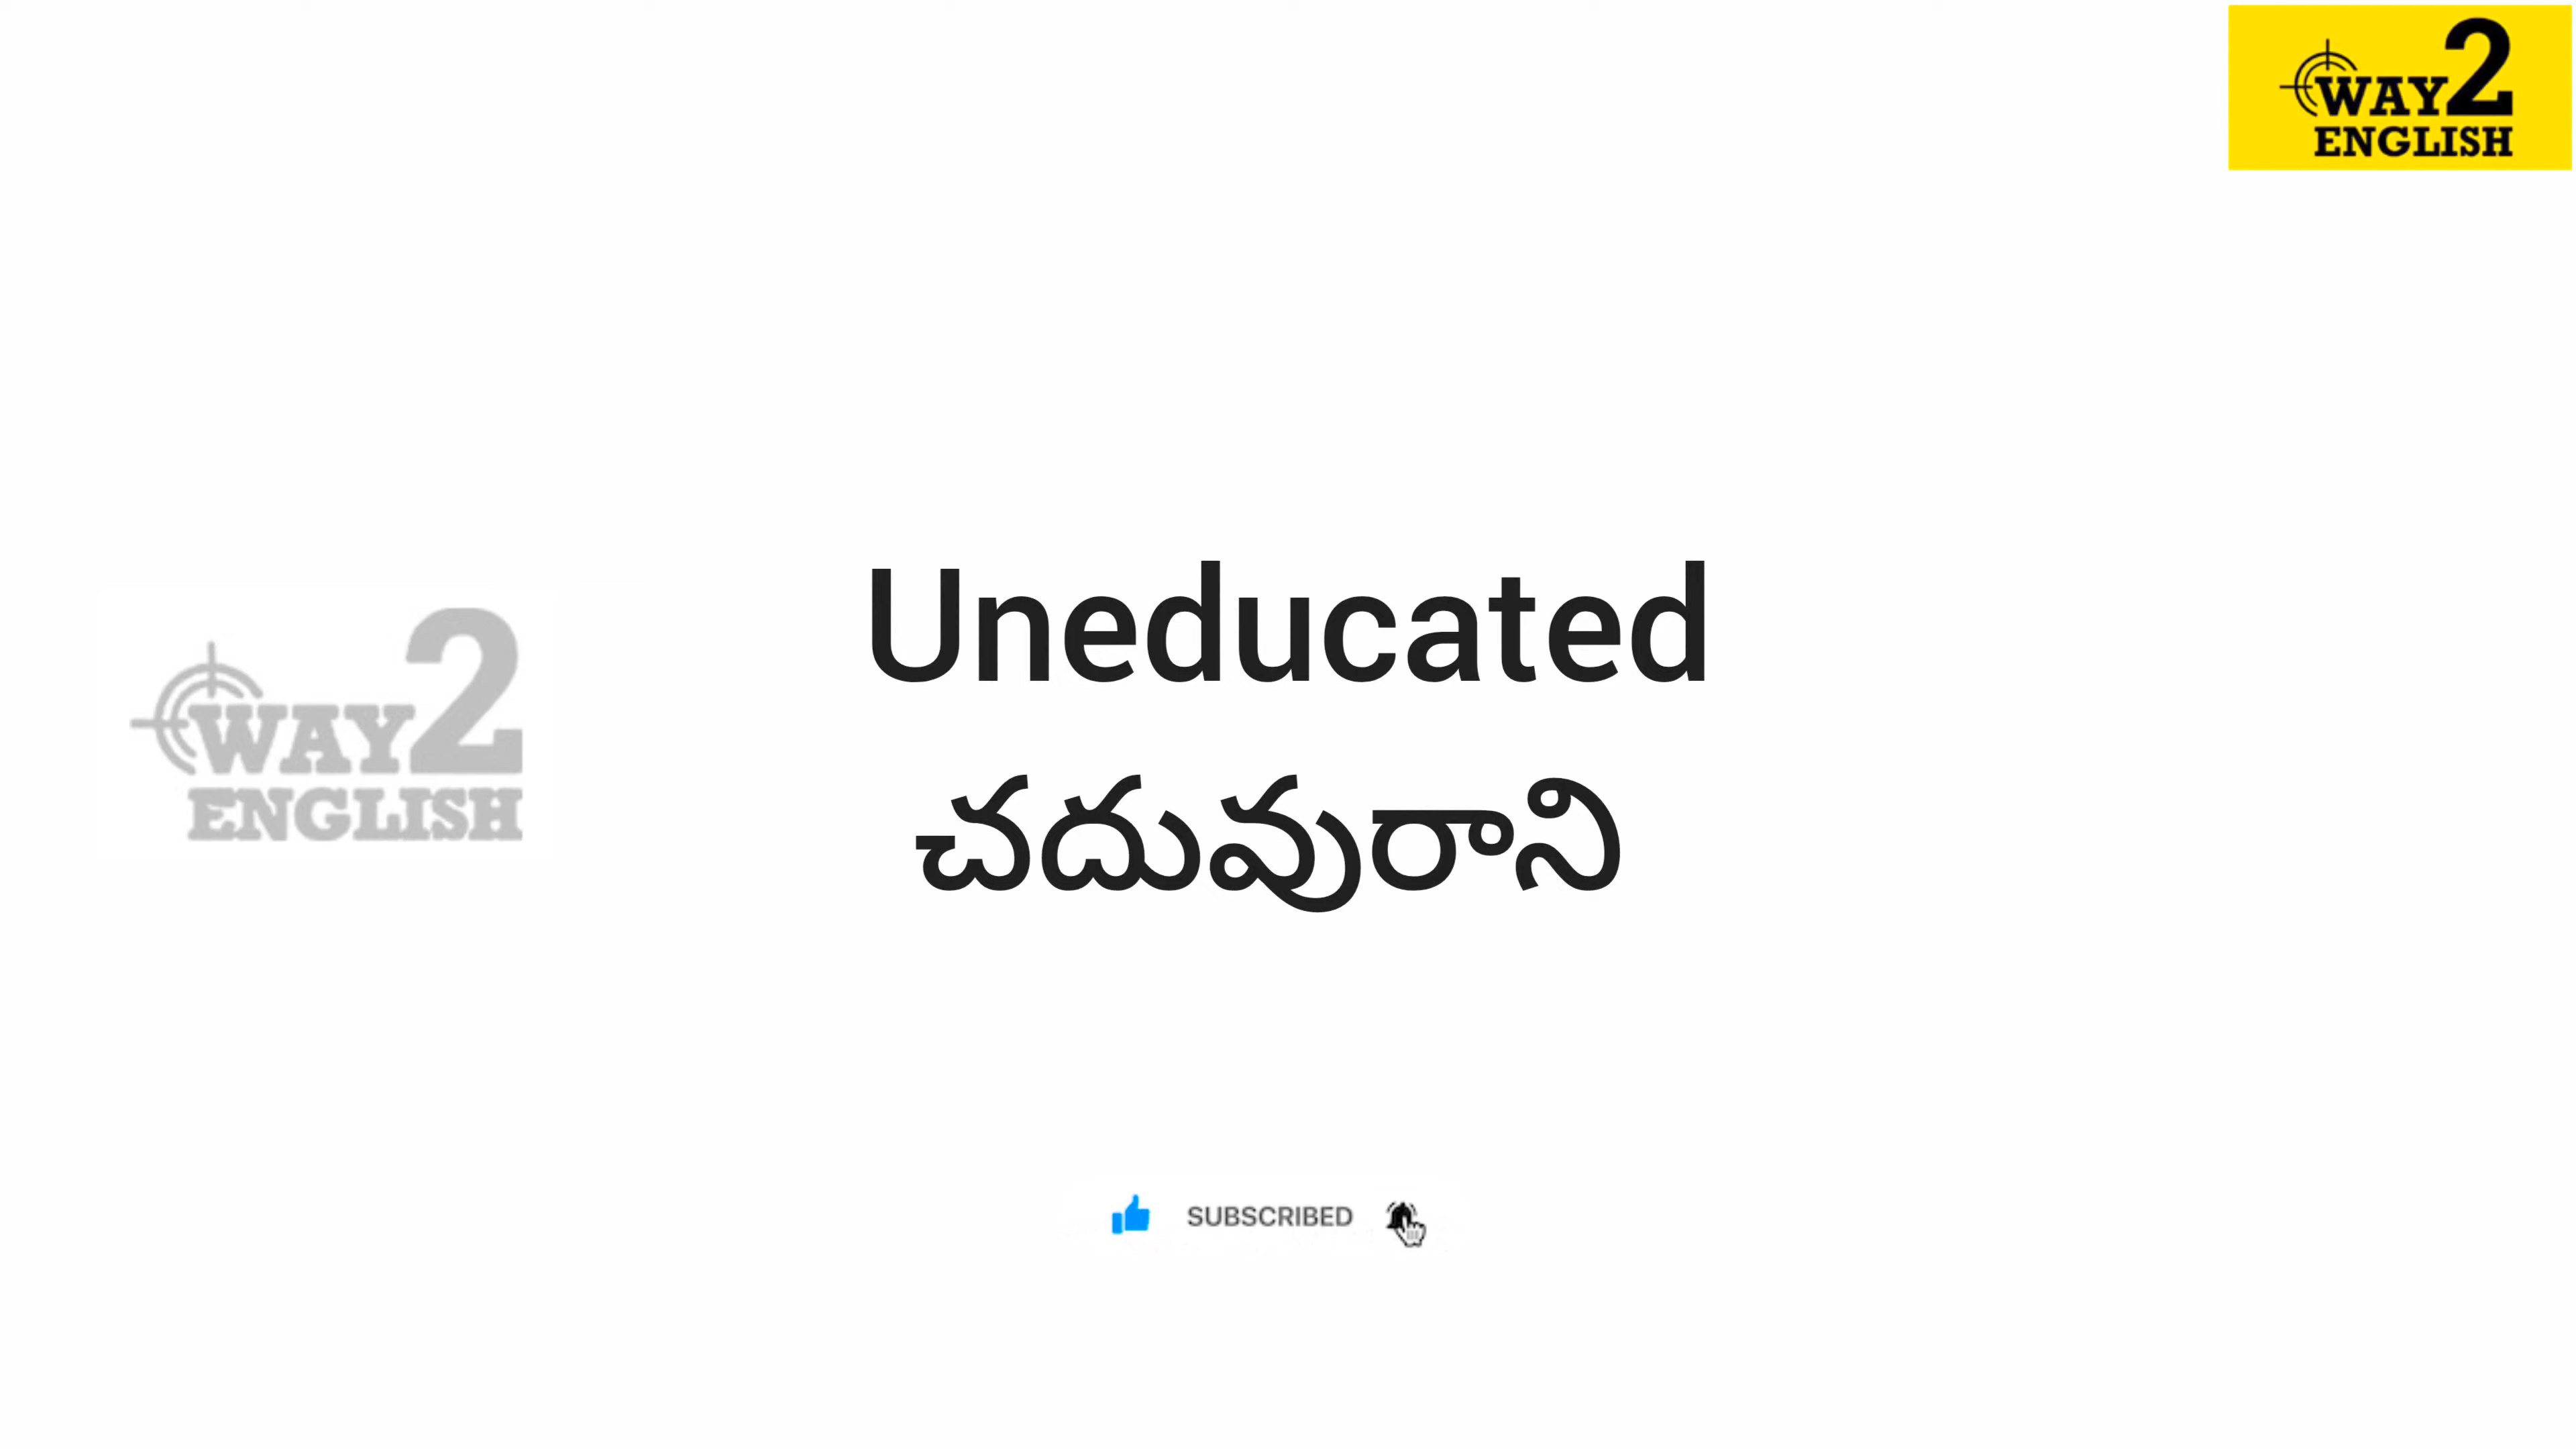 WAY2
ENGLISH
Uneducated
WAY2
ENGLISH
చదువురాని
SUBSCRIBED